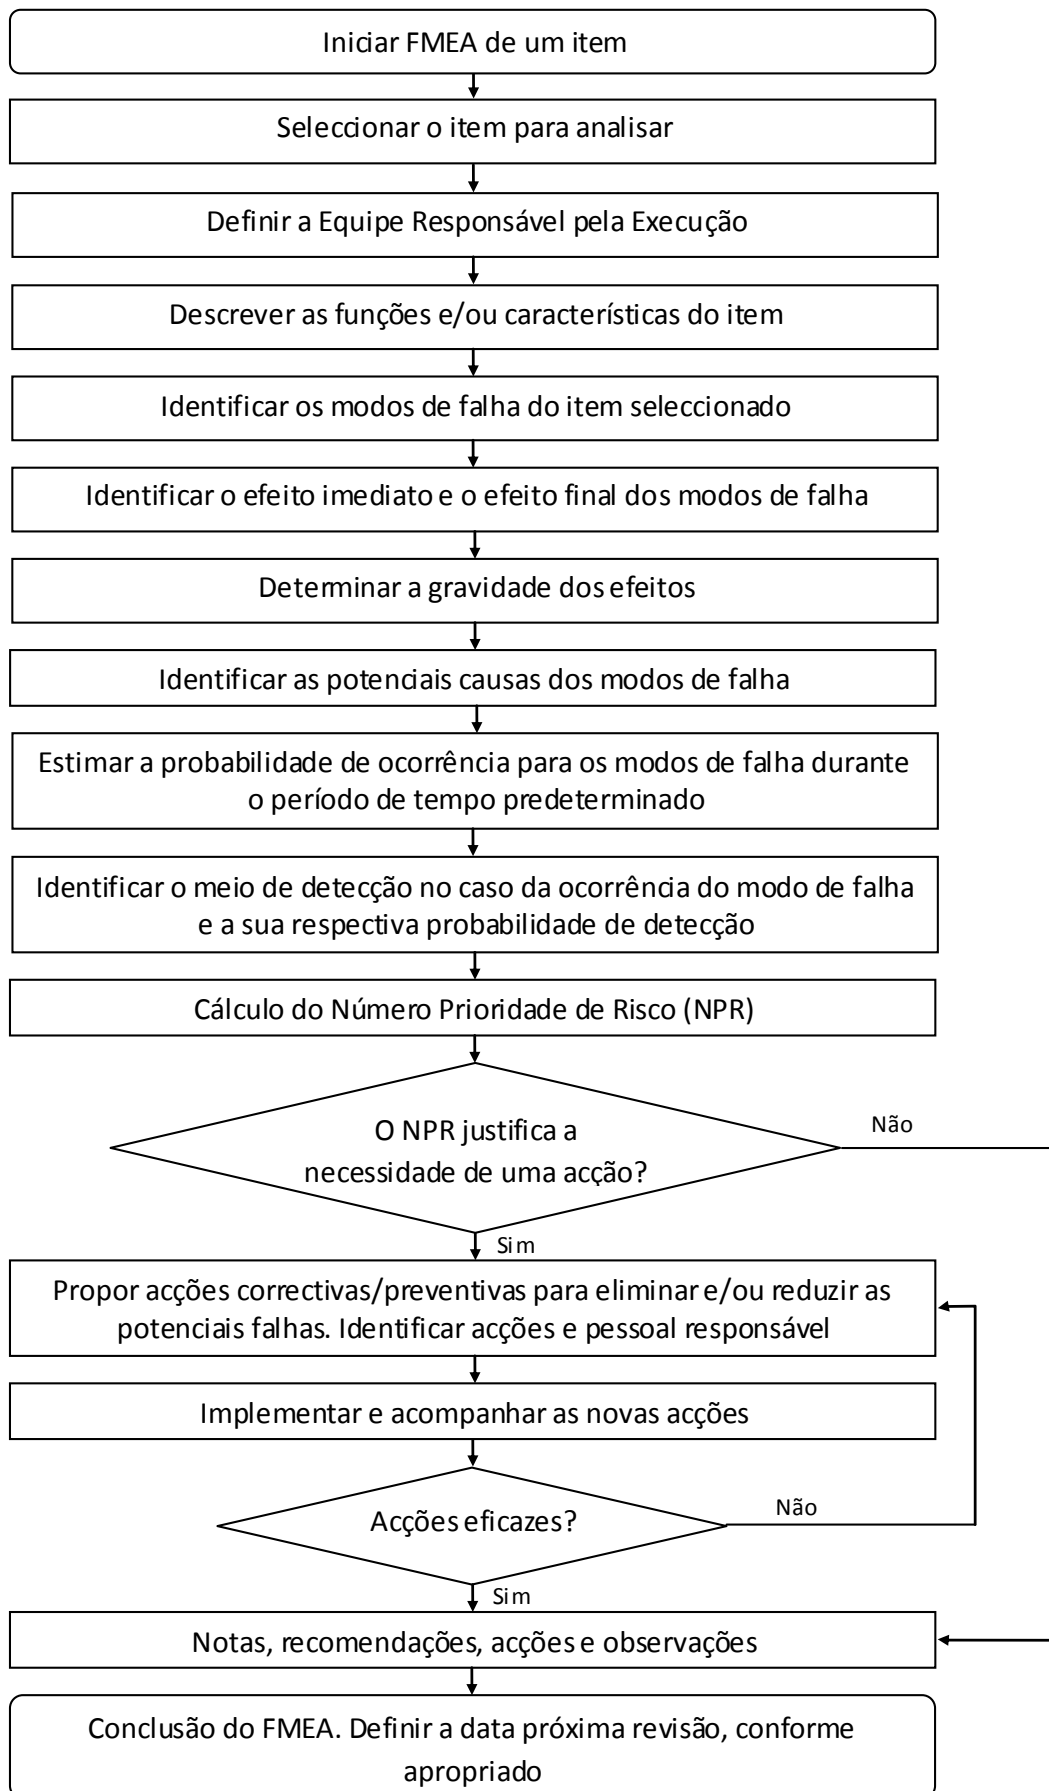 Iniciar FMEA de um item
Seleccionar o item para analisar
Definir a Equipe Responsável pela Execução
Descrever as funções e/ou características do item
Identificar os modos de falha do item seleccionado
Identificar o efeito imediato e o efeito final dos modos de falha
Determinar a gravidade dos efeitos
Identificar as potenciais causas dos modos de falha
Estimar a probabilidade de ocorrência para os modos de falha durante
o período de tempo predeterminado
Identificar o meio de detecção no caso da ocorrência do modo de falha
e a sua respectiva probabilidade de detecção
Cálculo do Número Prioridade de Risco (NPR)
O NPR justifica a
necessidade de uma acção?
Não
Sim
Propor acções correctivas/preventivas para eliminar e/ou reduzir as
potenciais falhas. Identificar acções e pessoal responsável
Implementar e acompanhar as novas acções
Acções eficazes?
Não
Sim
Notas, recomendações, acções e observações
Conclusão do FMEA. Definir a data próxima revisão, conforme
apropriado